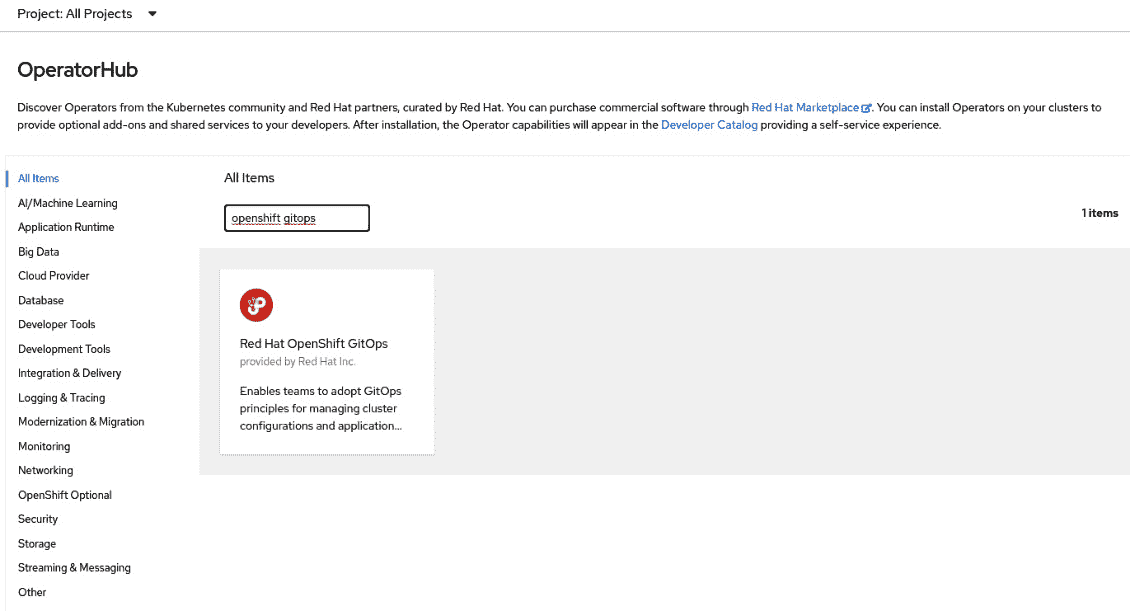 Project: All Projects
OperatorHub
Discover Operators from the Kubernetes community and Red Hat partners, curated by Red Hat. You can purchase commercial software through Red Hat Marketplace. You can install Operators on your clusters to
provide optional add-ons and shared services to your developers. After installation, the Operator capabilities will appear in the Developer Catalog providing a self-service experience.
All Items
AI/Machine Learning
Application Runtime
Big Data
Cloud Provider
Database
Developer Tools
Development Tools
Integration & Delivery
Logging & Tracing
Modernization & Migration
Monitoring
Networking
OpenShift Optional
Security
Storage
Streaming & Messaging
Other
All Items
openshift gitops
1 items
Red Hat OpenShift GitOps
provided by Red Hat Inc.
Enables teams to adopt GitOps
principles for managing cluster
configurations and application...